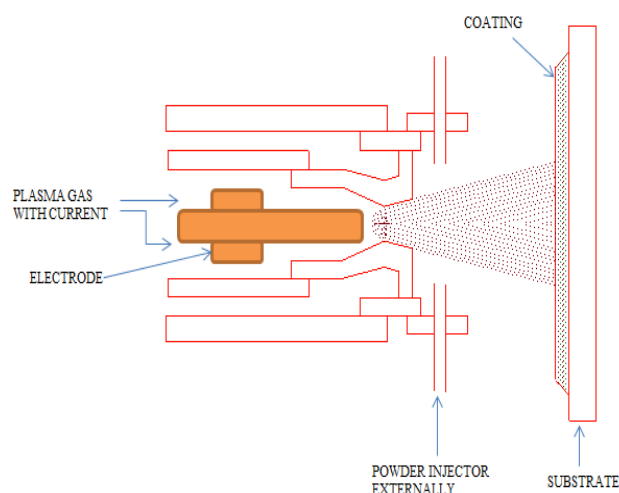 COATING
PLASMA GAS
WITH CURRENT
ELECTRODE
POWDER INJECTOR
EXTERNALLY
SUBSTRATE